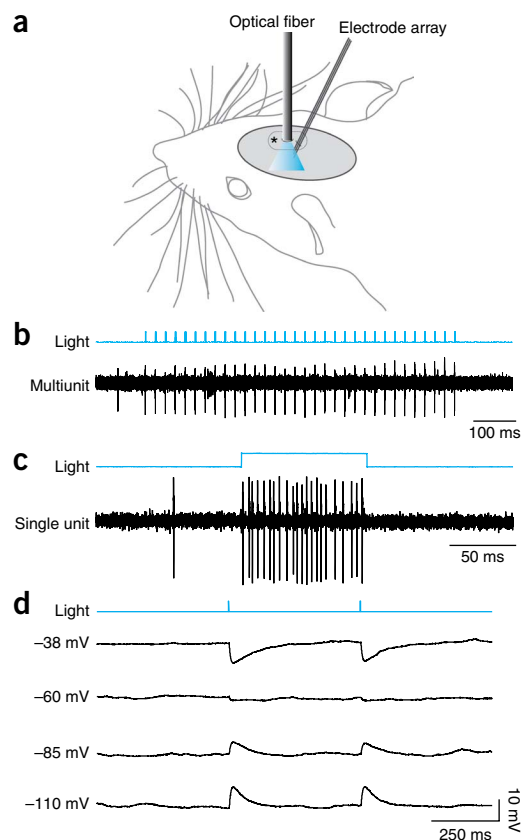 a
Optical fiber
Electrode array
*
b
Light
Multiunit
100 ms
c
Light
Single unit
50 ms
d
Light
–38 mV
–60 mV
–85 mV
–110 mV
10 mV
250 ms